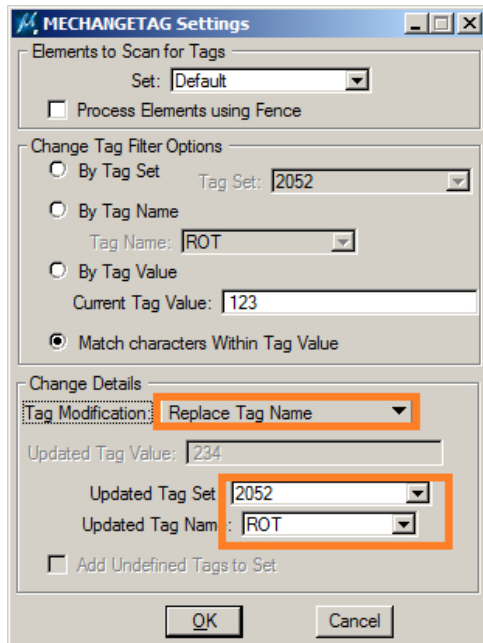 MECHANGETAG Settings
Elements to Scan for Tags
Set: Default
Process Elements using Fence
Change Tag Filter Options
By Tag Set Tag Set: 2052
By Tag Name
Tag Name: ROT
By Tag Value
Current Tag Value: 123
Match characters Within Tag Value
Change Details
Tag Modification: Replace Tag Name
Updated Tag Value: 234
Updated Tag Set 2052
Updated Tag Name: ROT
Add Undefined Tags to Set
OK Cancel